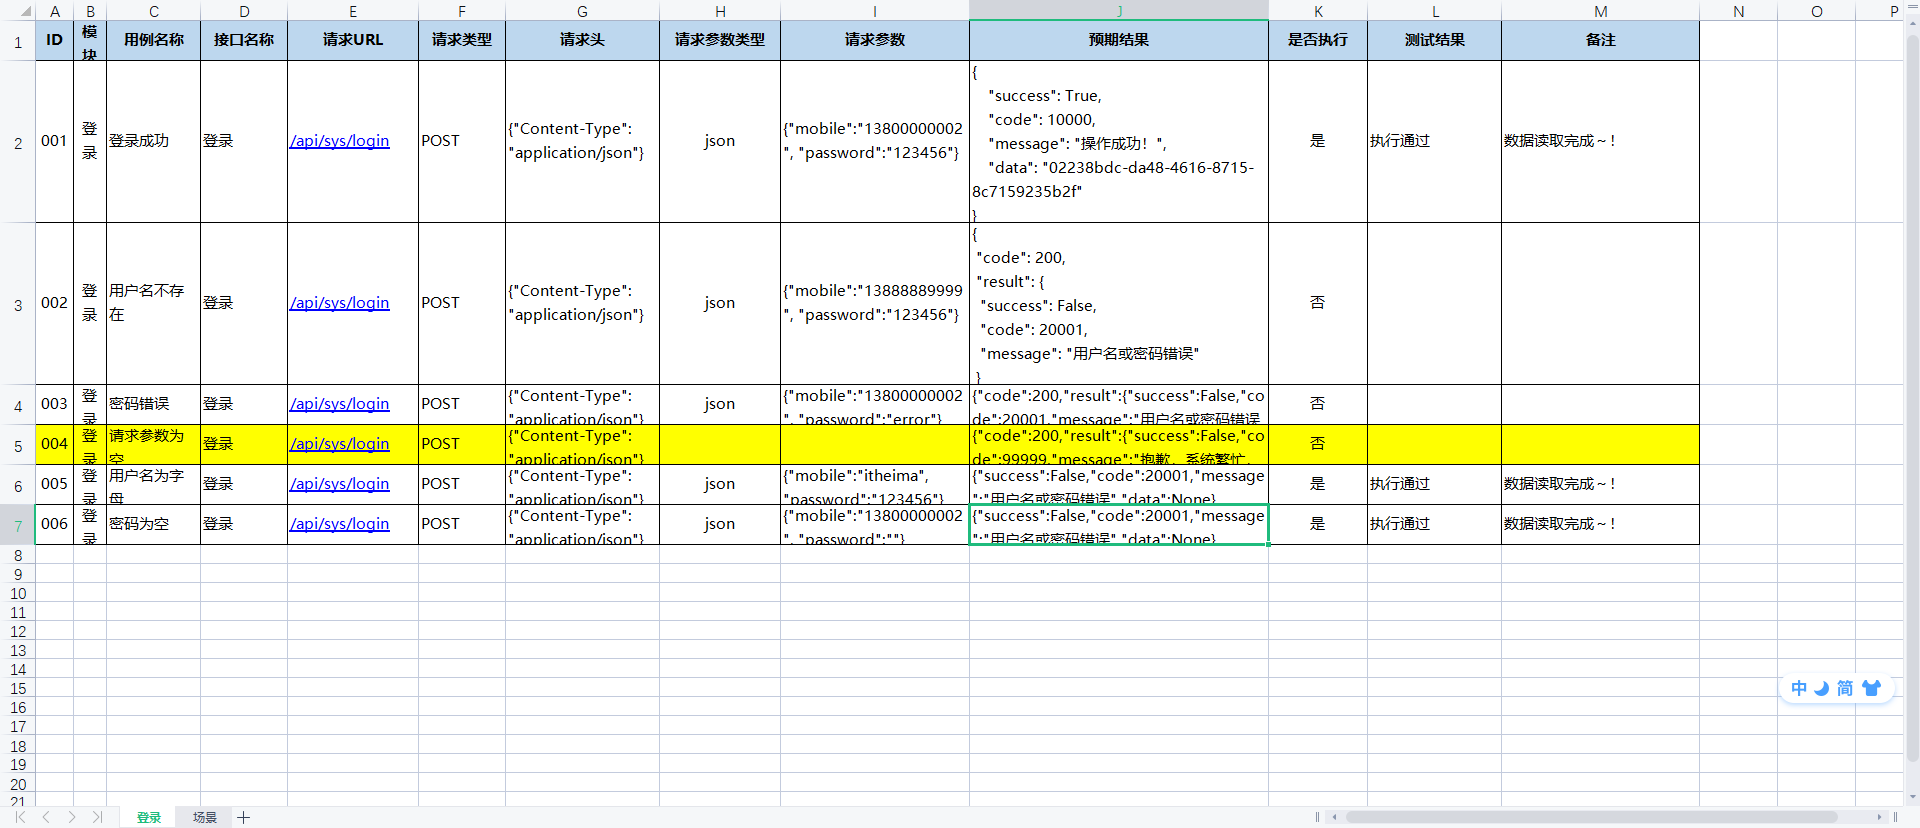 A B C D E F G H I J K L M N O P
1 ID 模块 用例名称 接口名称 请求URL 请求类型 请求头 请求参数类型 请求参数 预期结果 是否执行 测试结果 备注
2 001 登录 登录成功 登录 /api/sys/login POST {"Content-Type": "application/json"} json {"mobile":"13800000002", "password":"123456"}
{
"success": True,
"code": 10000,
"message": "操作成功！",
"data": "02238bdc-da48-4616-8715-
8c7159235b2f"
}
是 执行通过 数据读取完成～！
3 002 登录 用户名不存在 登录 /api/sys/login POST {"Content-Type": "application/json"} json {"mobile":"13888889999", "password":"123456"}
{
"code": 200,
"result": {
"success": False,
"code": 20001,
"message": "用户名或密码错误"
}
否
4 003 登录 密码错误 登录 /api/sys/login POST {"Content-Type": "application/json"} json {"mobile":"13800000002", "password":"error"} {"code":200,"result":{"success":False,"code":20001,"message":"用户名或密码错误 否
5 004 登录 请求参数为空 登录 /api/sys/login POST {"Content-Type": "application/json"} {"code":200,"result":{"success":False,"code":99999,"message":"抱歉，系统繁忙， 否
6 005 登录 用户名为字母 登录 /api/sys/login POST {"Content-Type": "application/json"} json {"mobile":"itheima", "password":"123456"} {"success":False,"code":20001,"message":"用户名或密码错误","data":None} 是 执行通过 数据读取完成～！
7 006 登录 密码为空 登录 /api/sys/login POST {"Content-Type": "application/json"} json {"mobile":"13800000002", "password":""} {"success":False,"code":20001,"message":"用户名或密码错误","data":None} 是 执行通过 数据读取完成～！
8
9
10
11
12
13
14
15
16
17
18
19
20
21
中 简
登录 场景